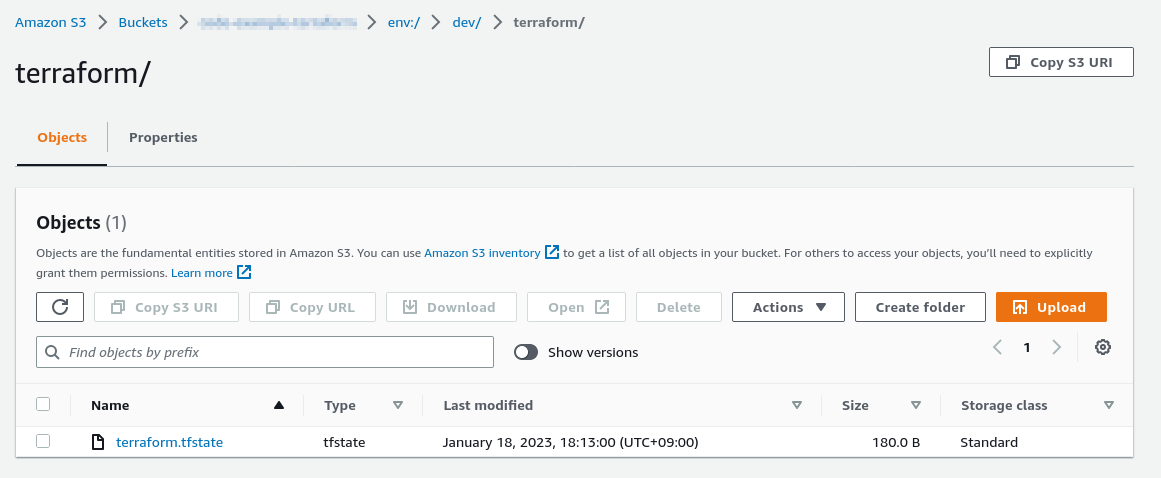 Amazon S3 > Buckets > > env:/ > dev/ > terraform/
terraform/
Copy S3 URI
Objects Properties
Objects (1)
Objects are the fundamental entities stored in Amazon S3. You can use Amazon S3 inventory to get a list of all objects in your bucket. For others to access your objects, you'll need to explicitly
grant them permissions. Learn more
Copy S3 URI Copy URL Download Open Delete Actions Create folder Upload
Find objects by prefix Show versions 1
Name Type Last modified Size Storage class
terraform.tfstate tfstate January 18, 2023, 18:13:00 (UTC+09:00) 180.0 B Standard